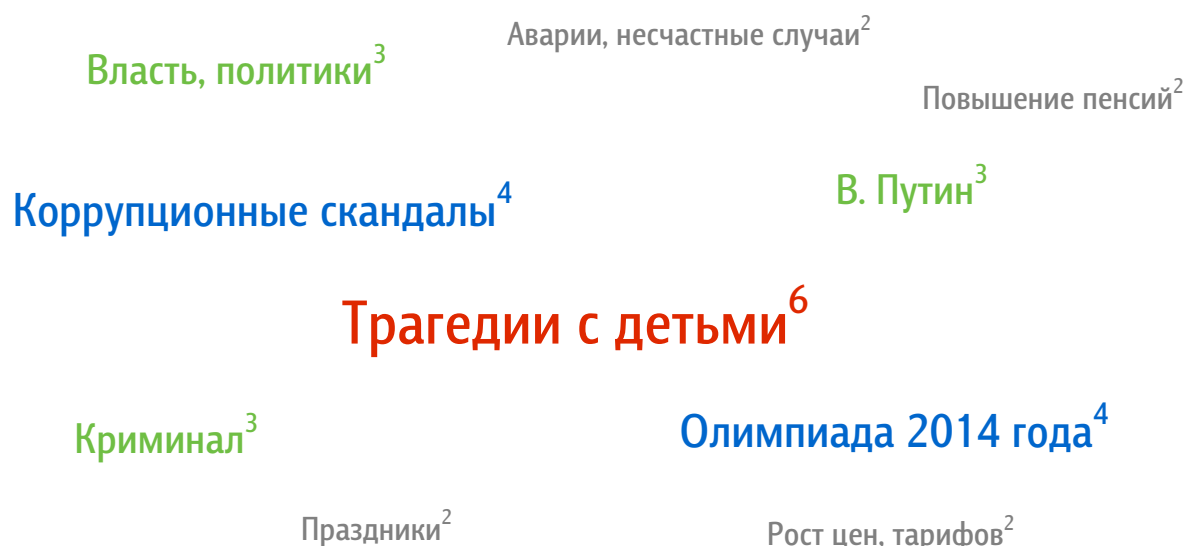 Аварии, несчастные случаи²
Власть, политики³
Повышение пенсий²
В. Путин³
Коррупционные скандалы⁴
Трагедии с детьми⁶
Олимпиада 2014 года⁴
Криминал³
Праздники²
Рост цен, тарифов²